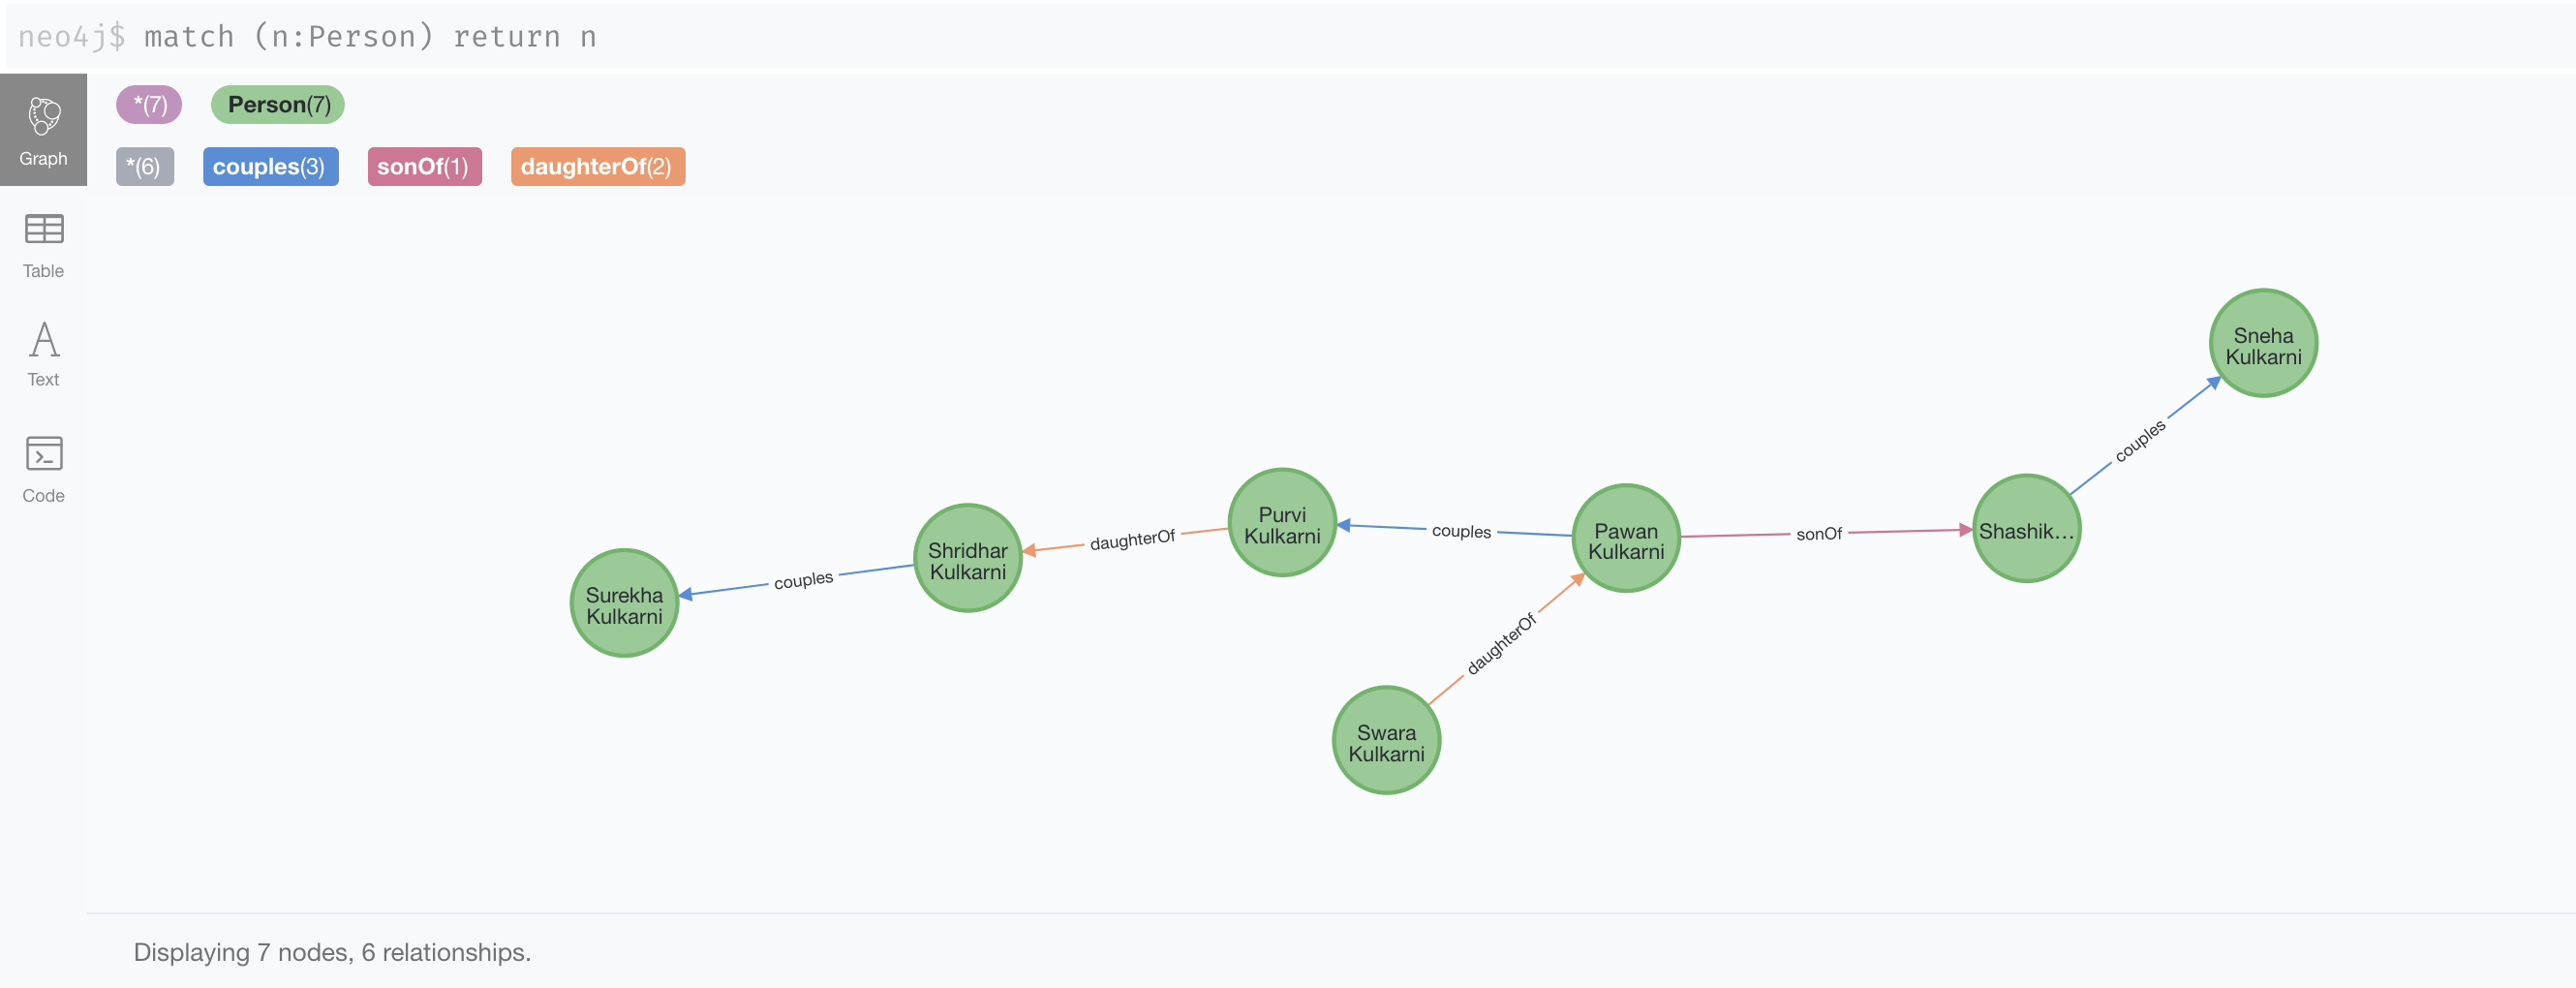 neo4j$ match (n:Person) return n
*(7) Person(7)
Graph
*(6) couples(3) sonOf(1) daughterOf(2)
Table
Text
Code
Sneha
Kulkarni
couples
Shashik...
sonOf
Pawan
Kulkarni
couples
Purvi
Kulkarni
daughterOf
Shridhar
Kulkarni
couples
Surekha
Kulkarni
daughterOf
Swara
Kulkarni
Displaying 7 nodes, 6 relationships.